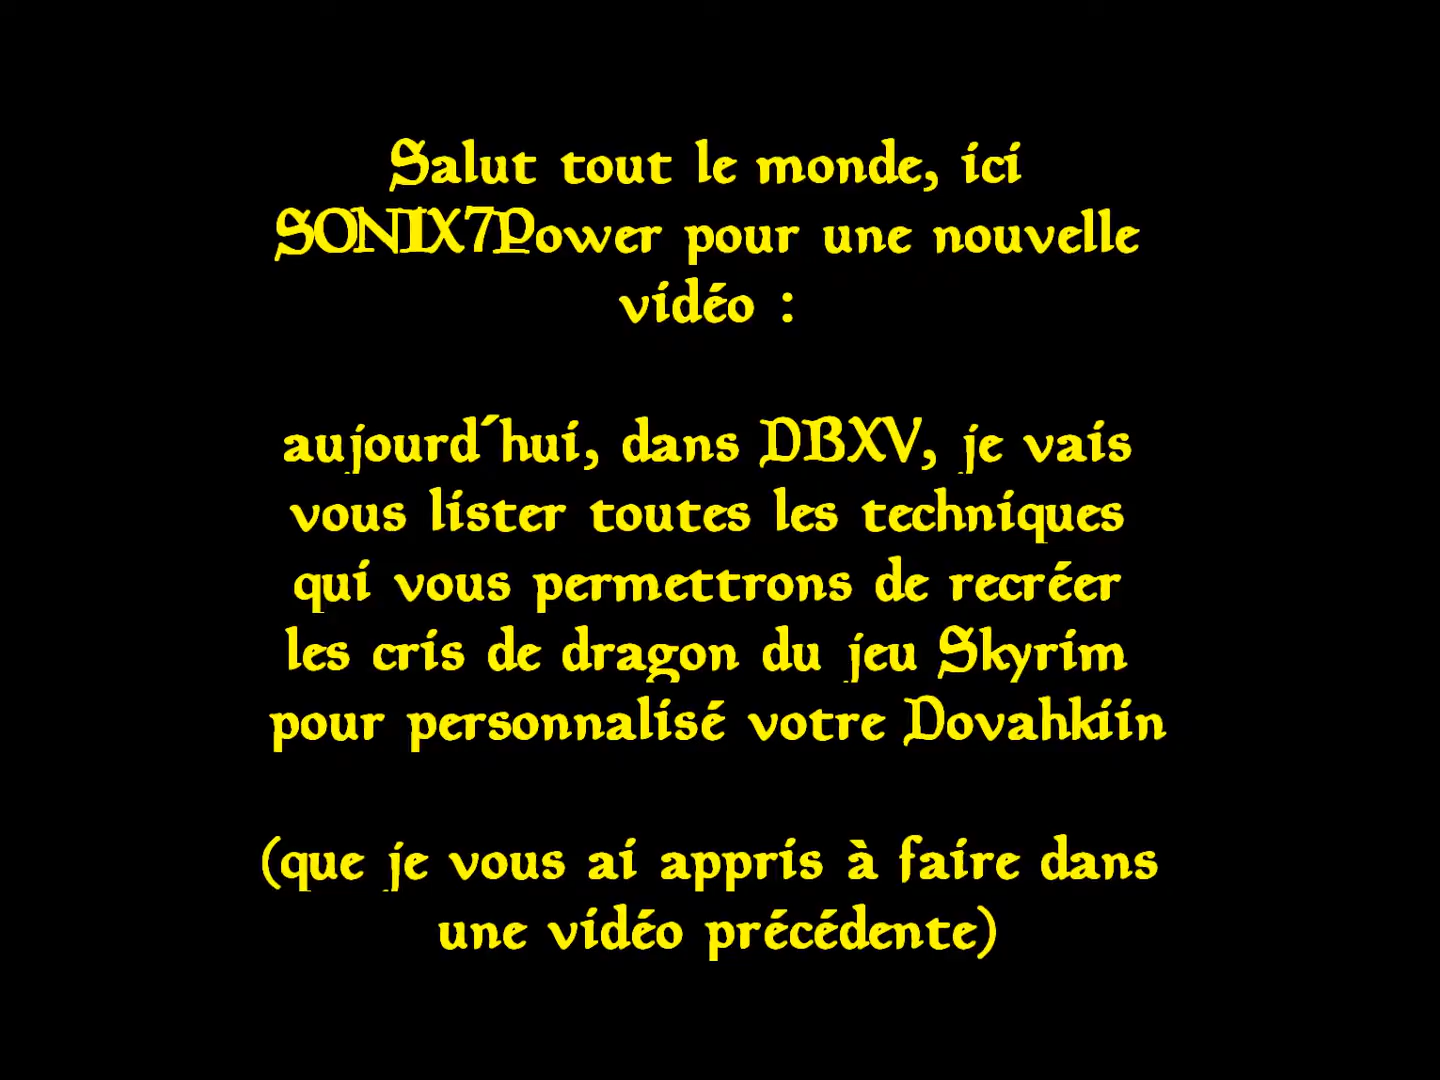 Salut tout le monde, ici
SONIX7Power pour une nouvelle
vidéo :
aujourd´hui, dans DBXV, je vais
vous lister toutes les techniques
qui vous permettrons de recréer
les cris de dragon du jeu Skyrim
pour personnalisé votre Dovahkiin
(que je vous ai appris à faire dans
une vidéo précédente)